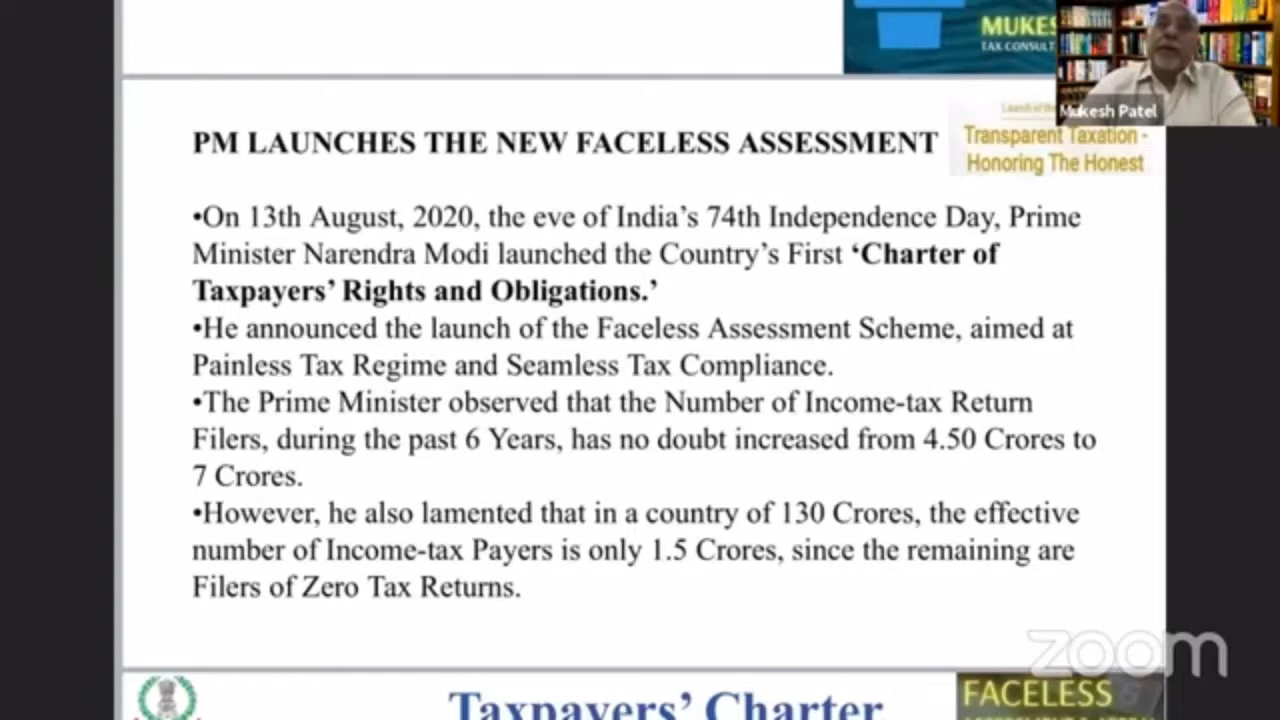 MUKES
TAX CONSULT
Mukesh Patel
PM LAUNCHES THE NEW FACELESS ASSESSMENT
Launch of the
Transparent Taxation -
Honoring The Honest
•On 13th August, 2020, the eve of India’s 74th Independence Day, Prime
Minister Narendra Modi launched the Country’s First ‘Charter of
Taxpayers’ Rights and Obligations.’
•He announced the launch of the Faceless Assessment Scheme, aimed at
Painless Tax Regime and Seamless Tax Compliance.
•The Prime Minister observed that the Number of Income-tax Return
Filers, during the past 6 Years, has no doubt increased from 4.50 Crores to
7 Crores.
•However, he also lamented that in a country of 130 Crores, the effective
number of Income-tax Payers is only 1.5 Crores, since the remaining are
Filers of Zero Tax Returns.
zoom
Taxpayers’ Charter
FACELESS